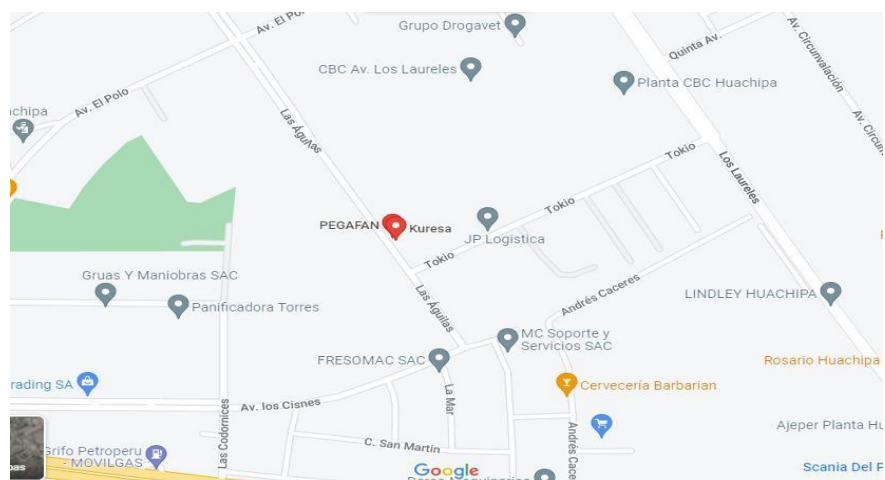 Av. El Polo
Grupo Drogavet
Av. Circunvalación
Quinta Av.
CBC Av. Los Laureles
Planta CBC Huachipa
Av. El Polo
achipa
Las Águilas
Av. Circun
Tokio
Los Laureles
Tokio
PEGAFAN
Kuresa
JP Logistica
Tokio
Gruas Y Maniobras SAC
Andrés Caceres
LINDLEY HUACHIPA
Panificadora Torres
Las Águilas
MC Soporte y
Servicios SAC
FRESOMAC SAC
Rosario Huachipa
rading SA
Cervecería Barbarian
La Mar
Av. los Cisnes
Las Codornices
Ajeper Planta Hu
C. San Martin
Andrés Cace
Grifo Petroperu
- MOVILGAS
pas
Google
Scania Del P